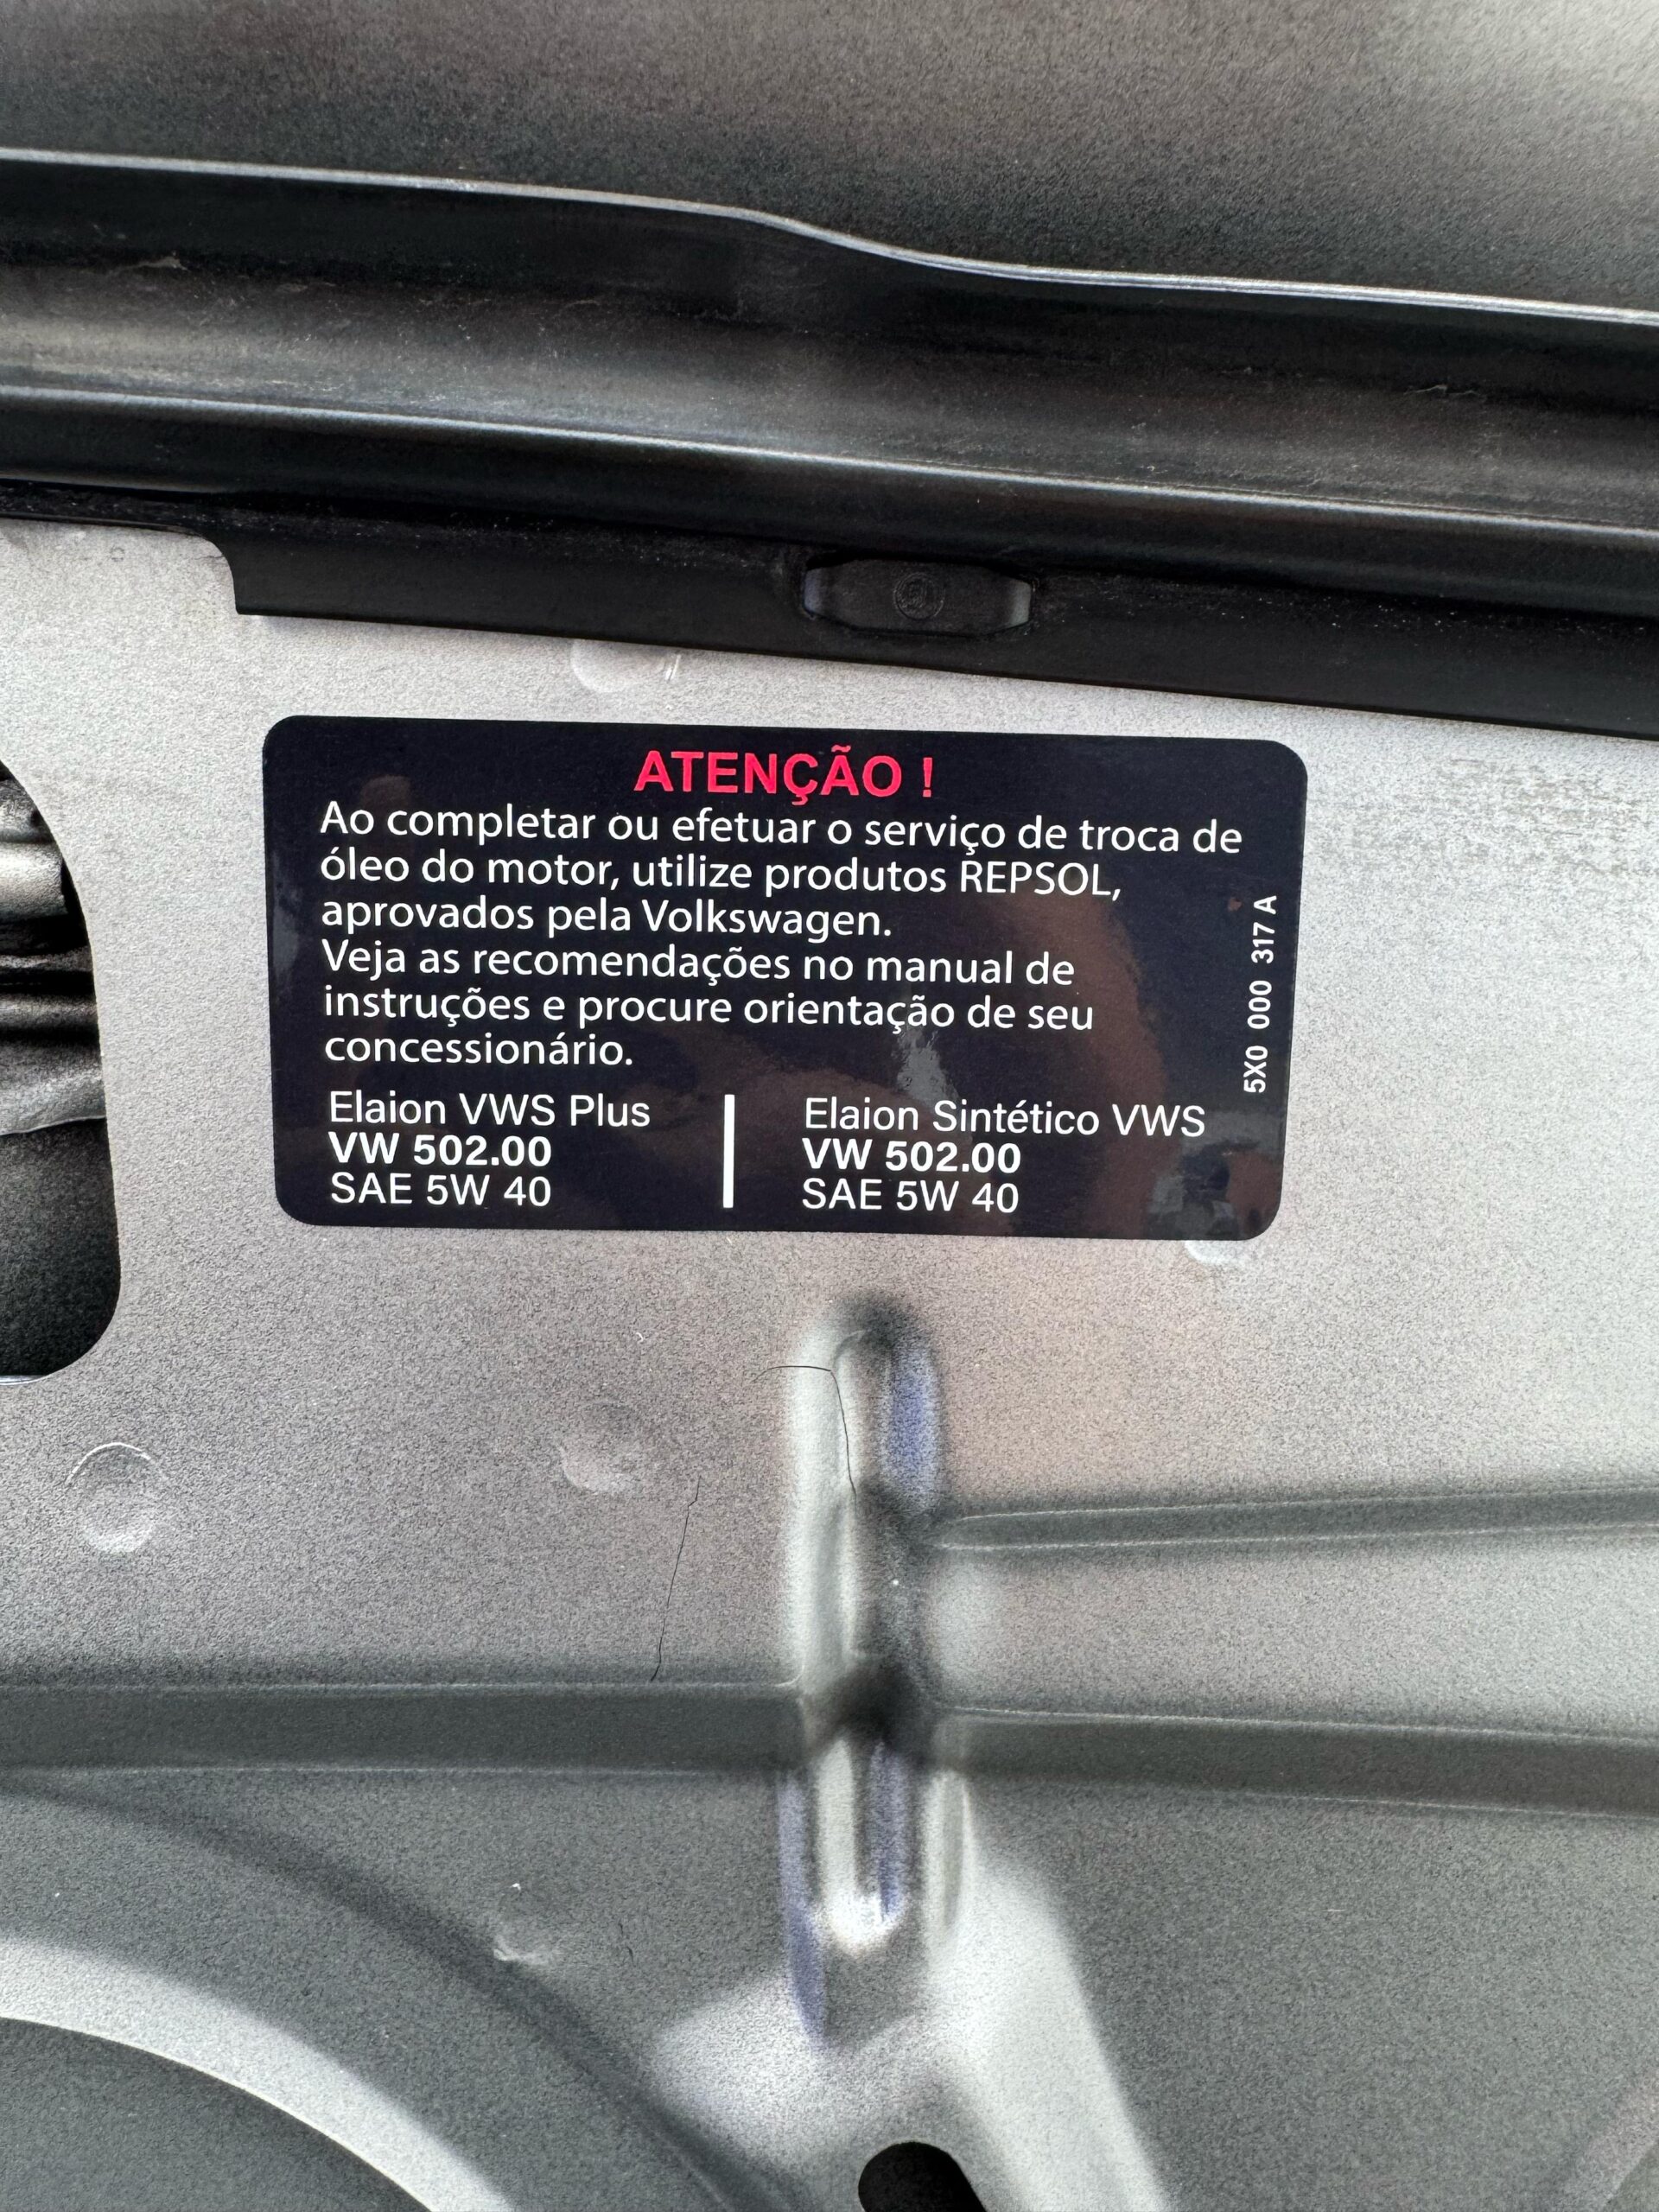 ATENÇÃO !
Ao completar ou efetuar o serviço de troca de
óleo do motor, utilize produtos REPSOL,
aprovados pela Volkswagen.
Veja as recomendações no manual de
instruções e procure orientação de seu
concessionário.
Elaion VWS Plus
VW 502.00
SAE 5W 40
Elaion Sintético VWS
VW 502.00
SAE 5W 40
5X0 000 317 A